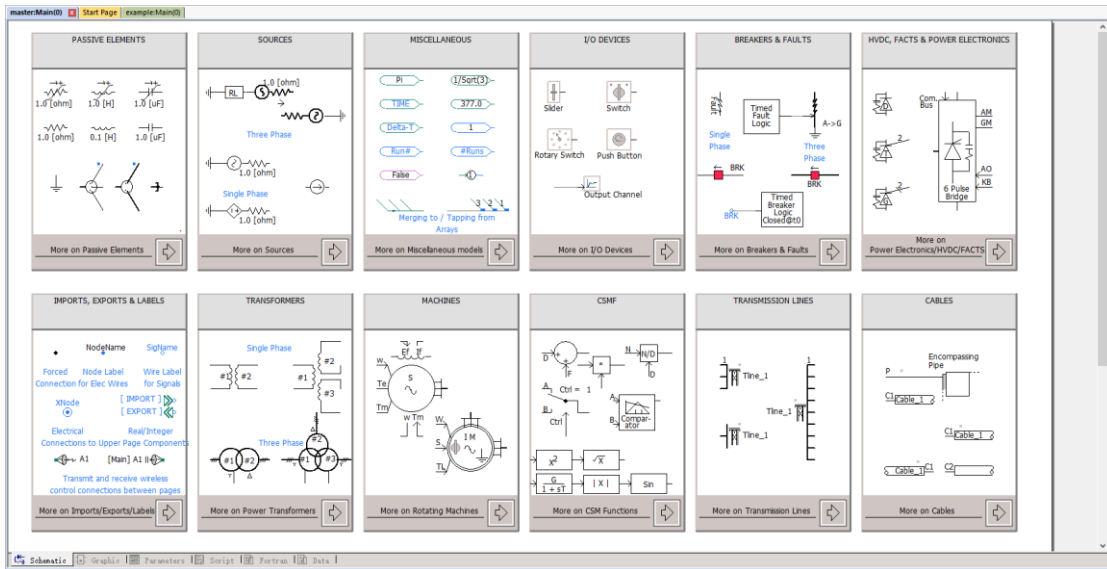 master:Main(0) Start Page example:Main(0)
PASSIVE ELEMENTS
1.0 [ohm] 1.0 [H] 1.0 [uF]
1.0 [ohm] 0.1 [H] 1.0 [uF]
More on Passive Elements
SOURCES
1.0 [ohm]
RL
Three Phase
1.0 [ohm]
Single Phase
1.0 [ohm]
More on Sources
MISCELLANEOUS
Pi 1/Sqrt(3)
TIME 377.0
Delta-T 1
Run# #Runs
False
3 2 1
Merging to / Tapping from
Arrays
More on Miscellaneous models
I/O DEVICES
Slider Switch
Rotary Switch Push Button
Output Channel
More on I/O Devices
BREAKERS & FAULTS
Fault
Timed
Fault
Logic
A->G
Single
Phase
Three
Phase
BRK BRK
BRK
Timed
Breaker
Logic
Closed@t0
More on Breakers & Faults
HVDC, FACTS & POWER ELECTRONICS
Com.
Bus
AM
GM
2
AO
2
KB
6 Pulse
Bridge
More on
Power Electronics/HVDC/FACTS
IMPORTS, EXPORTS & LABELS
NodeName SigName
Forced Node Label Wire Label
Connection for Elec Wires for Signals
XNode
[ IMPORT ]
[ EXPORT ]
Electrical Real/Integer
Connections to Upper Page Components
A1 [Main] A1
Transmit and receive wireless
control connections between pages
More on Imports/Exports/Labels
TRANSFORMERS
Single Phase
#1 #2 #1 #2
#3
Three Phase
#2
#1 #2 #1 #3
More on Power Transformers
MACHINES
Ef If
w
S
Te
Tm
w Tm
W
S
I M
TL
More on Rotating Machines
CSMF
D
+
+
F
*
N
N/D
D
A
Ctrl = 1
B
Ctrl
A
B
Compar-
ator
X²
√X
G
1 + sT
|X|
Sin
More on CSM Functions
TRANSMISSION LINES
1 1
Tline_1
Tline_1
Tline_1
More on Transmission Lines
CABLES
Encompassing
Pipe
P
C1 Cable_1
C1 Cable_1
Cable_1 C1 C2
More on Cables
Schematic Graphic Parameters Script Fortran Data